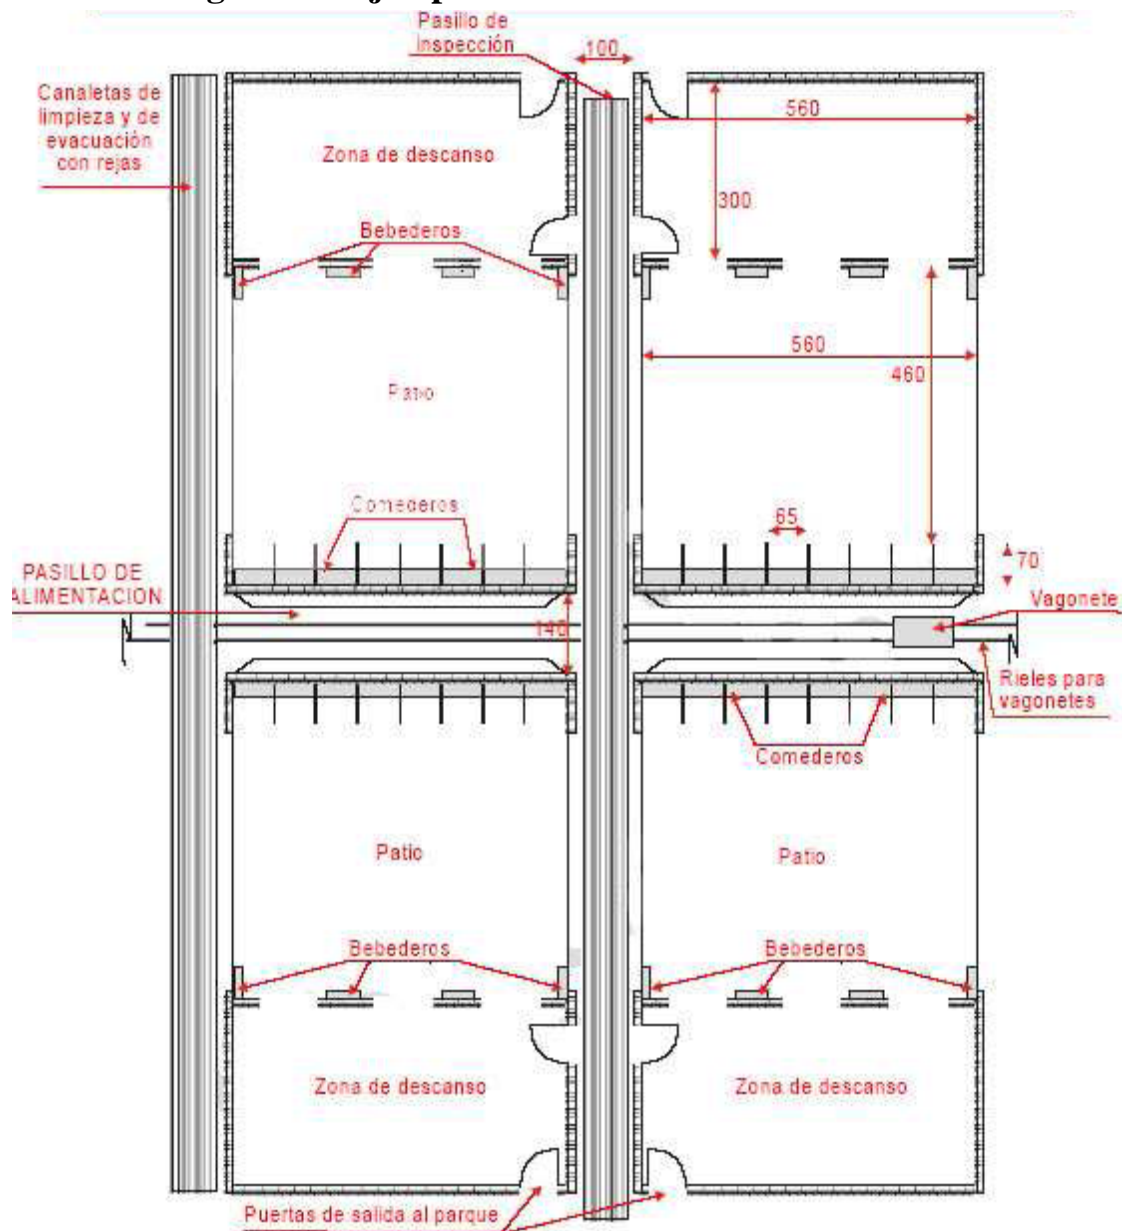 Pasillo de
Inspección
100
Canaletas de
limpieza y de
evacuación
con rejas
560
Zona de descanso
300
Bebederos
560
460
Patio
Comederos
65
70
PASILLO DE
ALIMENTACION
Vagonete
140
Rieles para
vagonetes
Comederos
Patio
Patio
Bebederos
Bebederos
Zona de descanso
Zona de descanso
Puertas de salida al parque